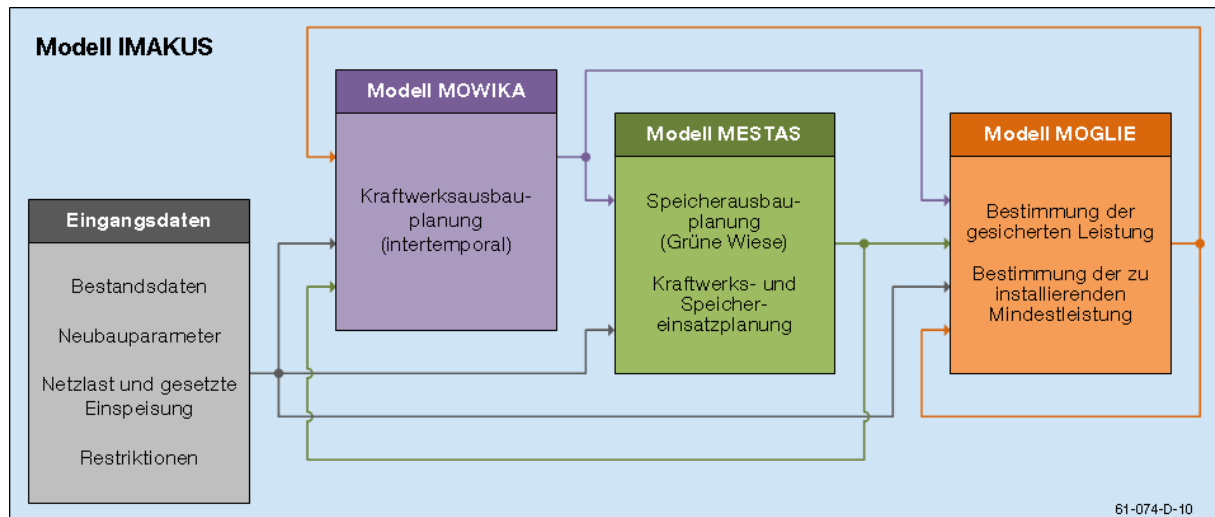 Modell IMAKUS
Eingangsdaten
Bestandsdaten
Neubauparameter
Netzlast und gesetzte
Einspeisung
Restriktionen
Modell MOWIKA
Kraftwerksausbau-
planung
(intertemporal)
Modell MESTAS
Speicherausbau-
planung
(Grüne Wiese)
Kraftwerks- und
Speicher-
einsatzplanung
Modell MOGLIE
Bestimmung der
gesicherten Leistung
Bestimmung der zu
installierenden
Mindestleistung
61-074-D-10